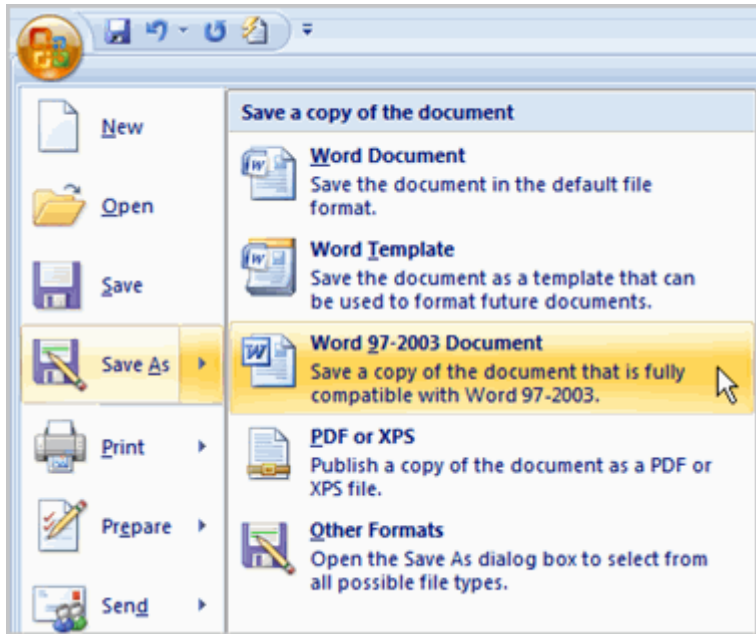 New
Open
Save
Save As
Print
Prepare
Send
Save a copy of the document
Word Document
Save the document in the default file
format.
Word Template
Save the document as a template that can
be used to format future documents.
Word 97-2003 Document
Save a copy of the document that is fully
compatible with Word 97-2003.
PDF or XPS
Publish a copy of the document as a PDF or
XPS file.
Other Formats
Open the Save As dialog box to select from
all possible file types.